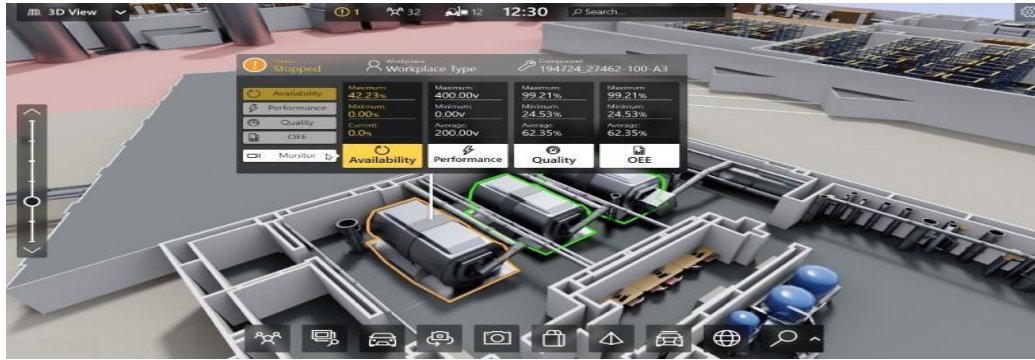 3D View
1
32
12
12:30
Search...
Status:
Stopped
Workplace
Workplace Type
Component:
194724_27462-100-A3
Availability
Performance
Quality
OEE
Monitor
Maximum:
42.23%
Minimum:
0.00%
Current:
0.0%
Availability
Maximum:
400.00v
Minimum:
0.00v
Average:
200.00v
Performance
Maximum:
99.21%
Minimum:
24.53%
Average:
62.35%
Quality
Maximum:
99.21%
Minimum:
24.53%
Average:
62.35%
OEE